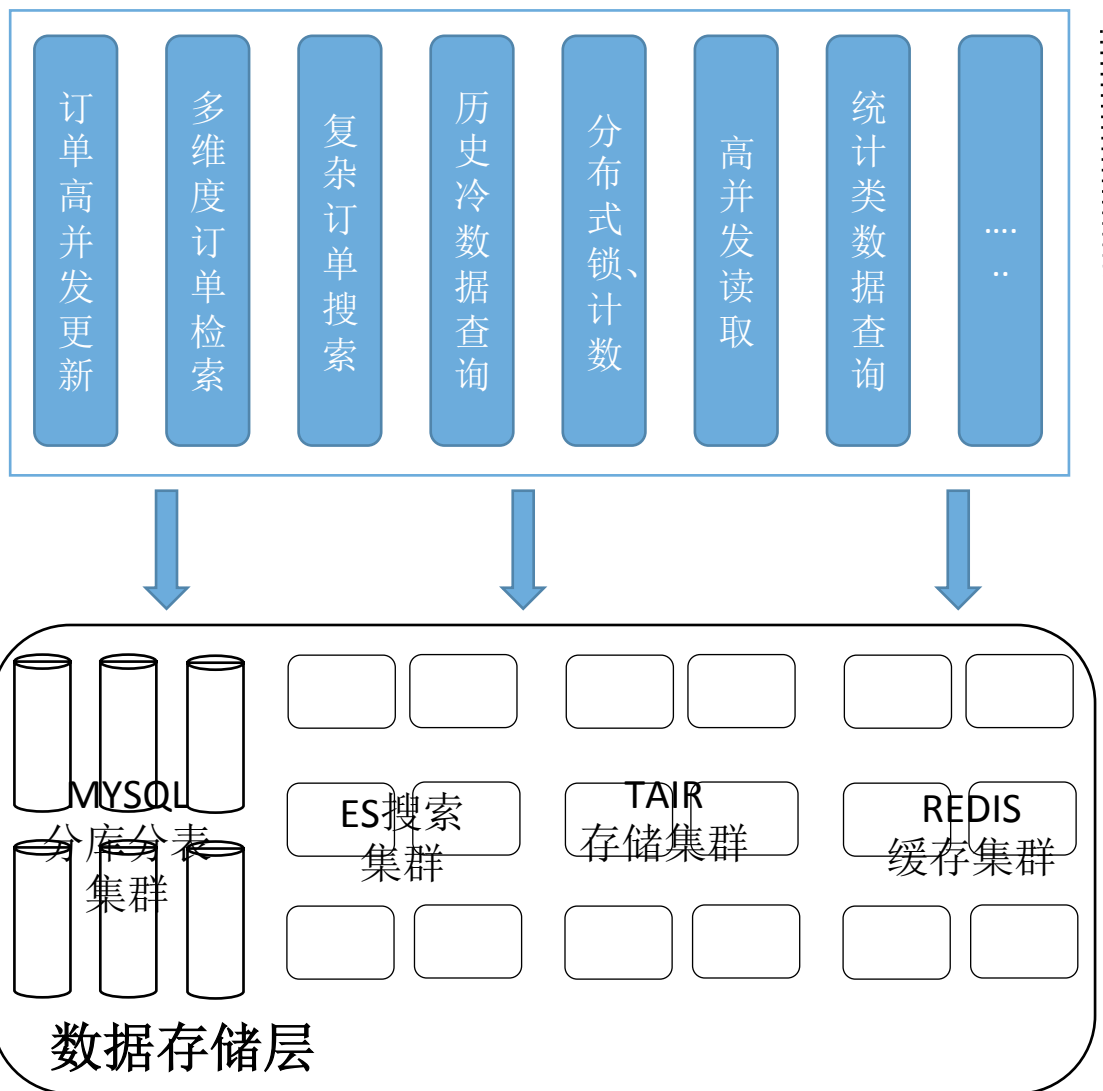 订单高并发更新
多维度订单检索
复杂订单搜索
历史冷数据查询
分布式锁、计数
高并发读取
统计类数据查询
....
..
MYSQL
分库分表
集群
ES搜索
集群
TAIR
存储集群
REDIS
缓存集群
数据存储层